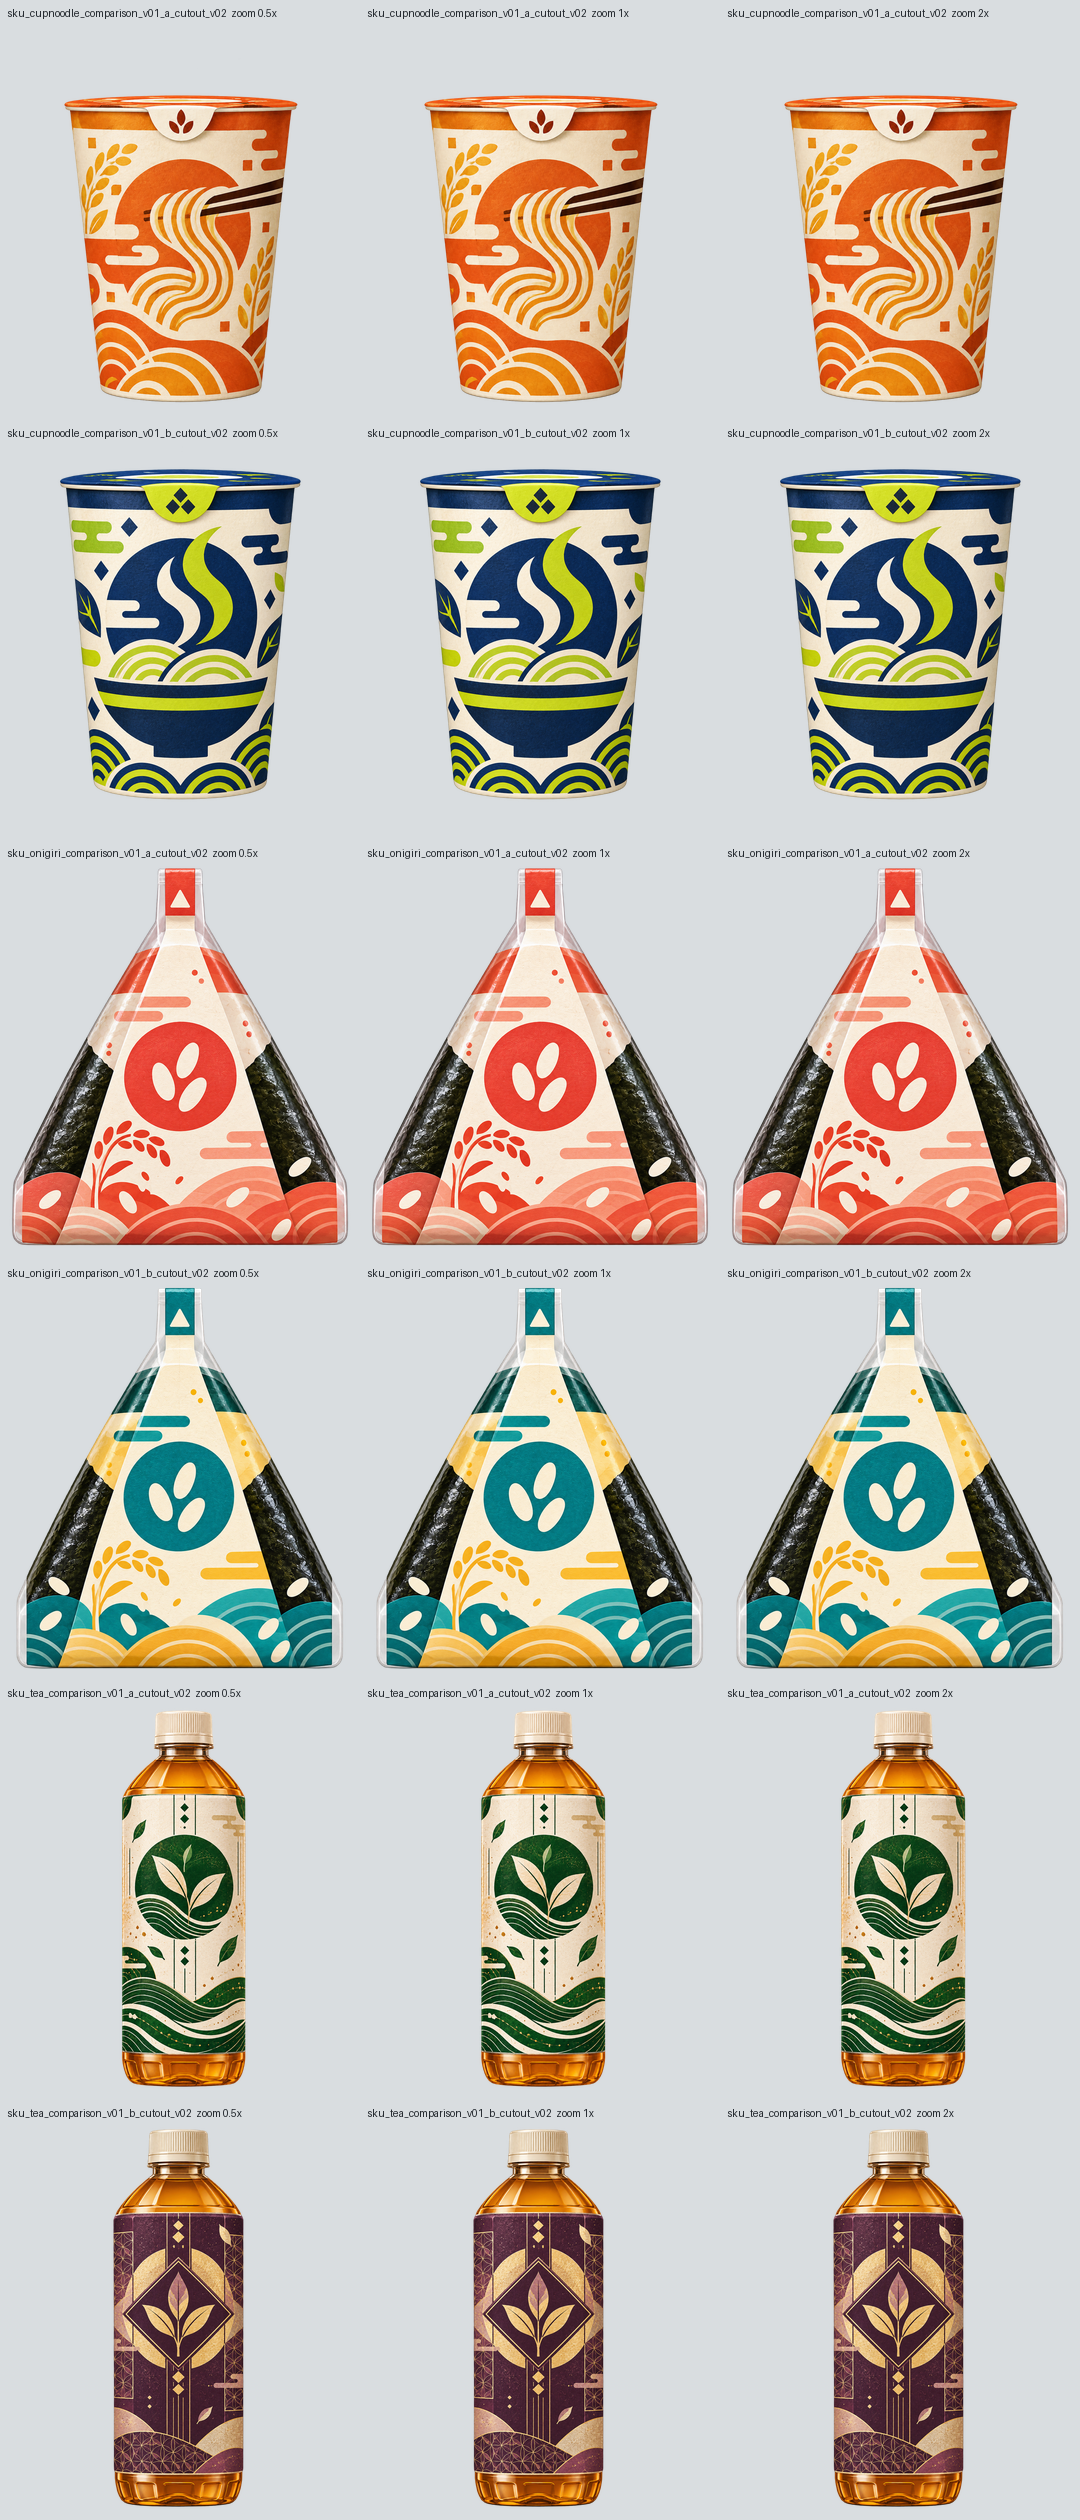 sku_cupnoodle_comparison_v01_a_cutout_v02 zoom 0.5x
sku_cupnoodle_comparison_v01_a_cutout_v02 zoom 1x
sku_cupnoodle_comparison_v01_a_cutout_v02 zoom 2x
sku_cupnoodle_comparison_v01_b_cutout_v02 zoom 0.5x
sku_cupnoodle_comparison_v01_b_cutout_v02 zoom 1x
sku_cupnoodle_comparison_v01_b_cutout_v02 zoom 2x
sku_onigiri_comparison_v01_a_cutout_v02 zoom 0.5x
sku_onigiri_comparison_v01_a_cutout_v02 zoom 1x
sku_onigiri_comparison_v01_a_cutout_v02 zoom 2x
sku_onigiri_comparison_v01_b_cutout_v02 zoom 0.5x
sku_onigiri_comparison_v01_b_cutout_v02 zoom 1x
sku_onigiri_comparison_v01_b_cutout_v02 zoom 2x
sku_tea_comparison_v01_a_cutout_v02 zoom 0.5x
sku_tea_comparison_v01_a_cutout_v02 zoom 1x
sku_tea_comparison_v01_a_cutout_v02 zoom 2x
sku_tea_comparison_v01_b_cutout_v02 zoom 0.5x
sku_tea_comparison_v01_b_cutout_v02 zoom 1x
sku_tea_comparison_v01_b_cutout_v02 zoom 2x